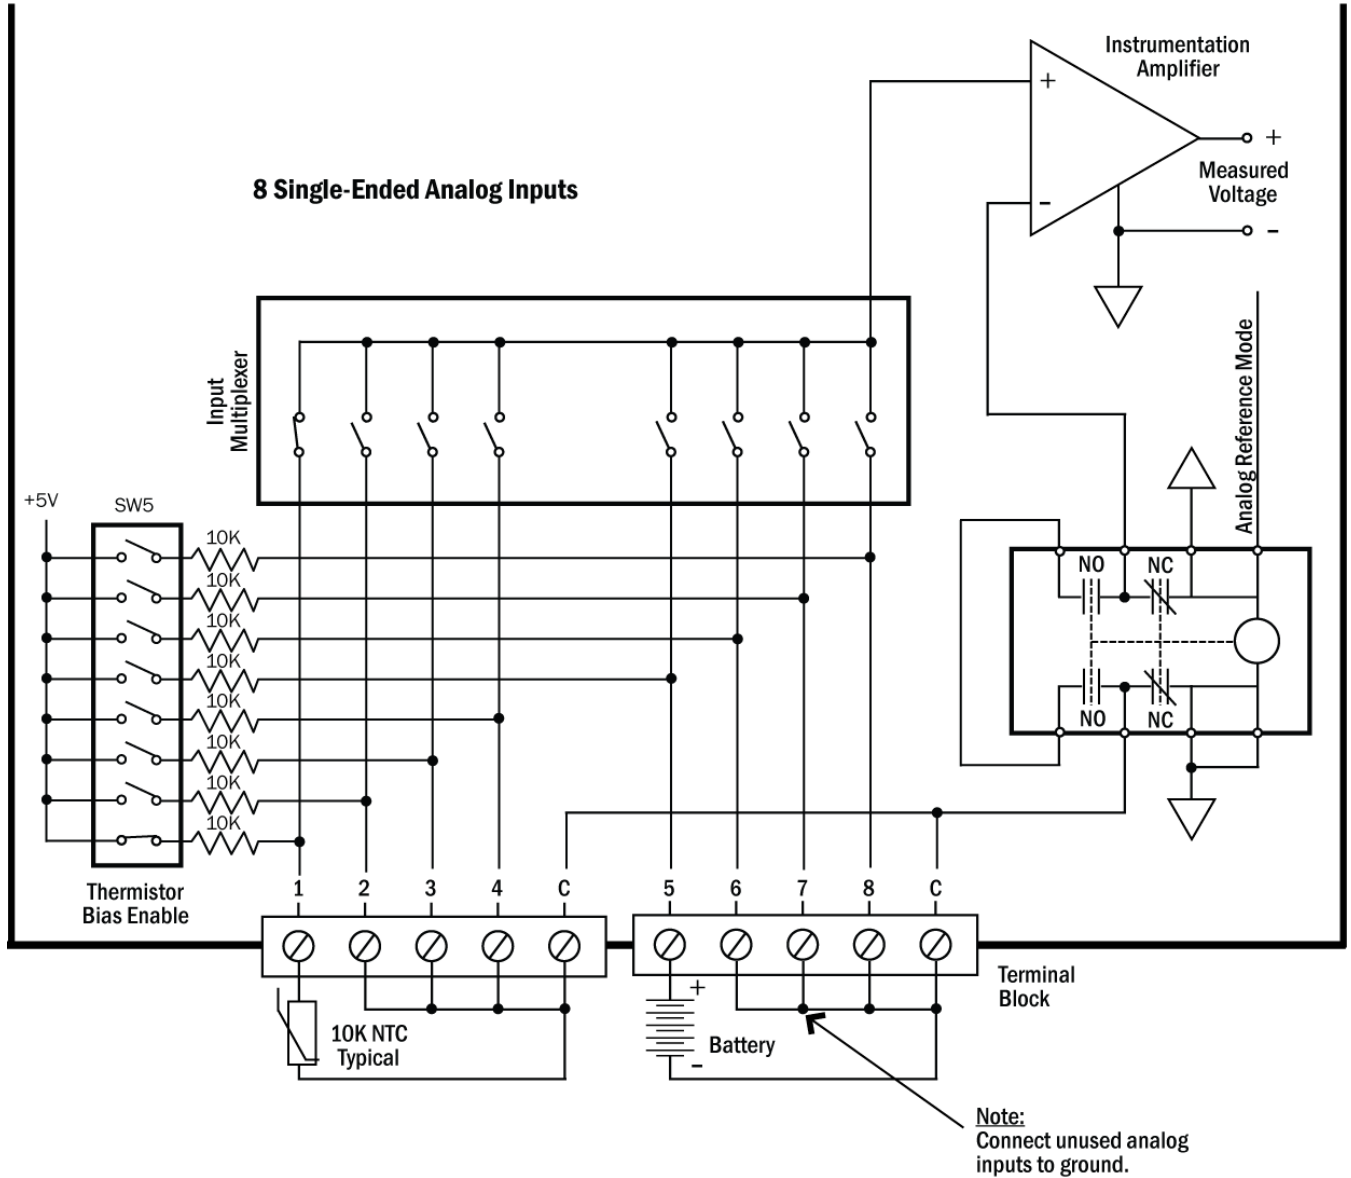 Instrumentation
Amplifier
+
+
Measured
Voltage
-
-
8 Single-Ended Analog Inputs
Input
Multiplexer
Analog Reference Mode
+5V
SW5
10K
10K
10K
10K
10K
10K
10K
10K
NO
NC
NO
NC
Thermistor
Bias Enable
1
2
3
4
C
5
6
7
8
C
Terminal
Block
+
10K NTC
Typical
Battery
-
Note:
Connect unused analog
inputs to ground.